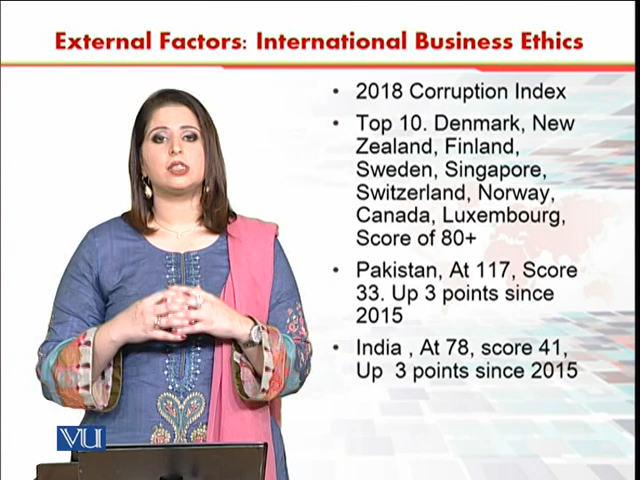 External Factors: International Business Ethics
• 2018 Corruption Index
• Top 10. Denmark, New
Zealand, Finland,
Sweden, Singapore,
Switzerland, Norway,
Canada, Luxembourg,
Score of 80+
• Pakistan, At 117, Score
33. Up 3 points since
2015
• India , At 78, score 41,
Up  3 points since 2015
VU